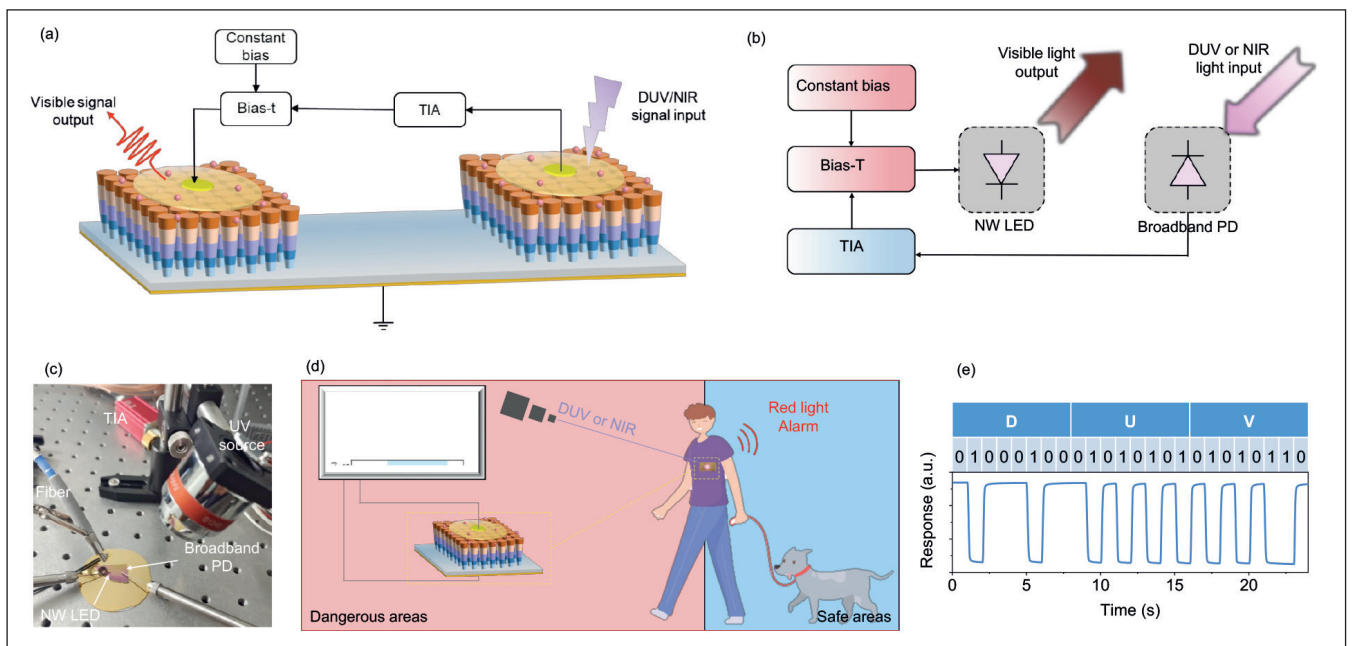 (a)
Constant
bias
Visible signal
output
Bias-t
TIA
DUV/NIR
signal input
(b)
Constant bias
Visible light
output
DUV or NIR
light input
Bias-T
TIA
NW LED
Broadband PD
(c)
TIA
UV
source
Fiber
Broadband
PD
NW LED
(d)
DUV or NIR
Red light
Alarm
Dangerous areas
Safe areas
(e)
D U V
0 1 0 0 0 1 0 0 0 1 0 1 0 1 0 1 0 1 0 1 0 1 1 0
Response (a.u.)
0 5 10 15 20
Time (s)